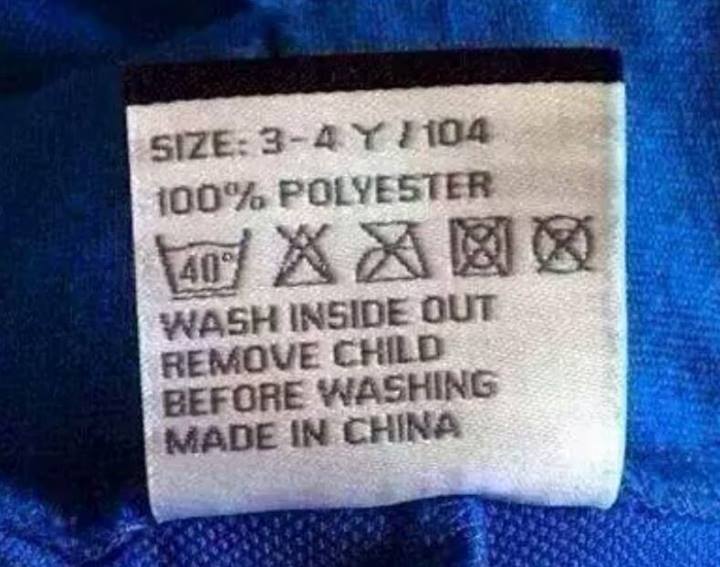 SIZE: 3-4 Y / 104
100% POLYESTER
40°
WASH INSIDE OUT
REMOVE CHILD
BEFORE WASHING
MADE IN CHINA